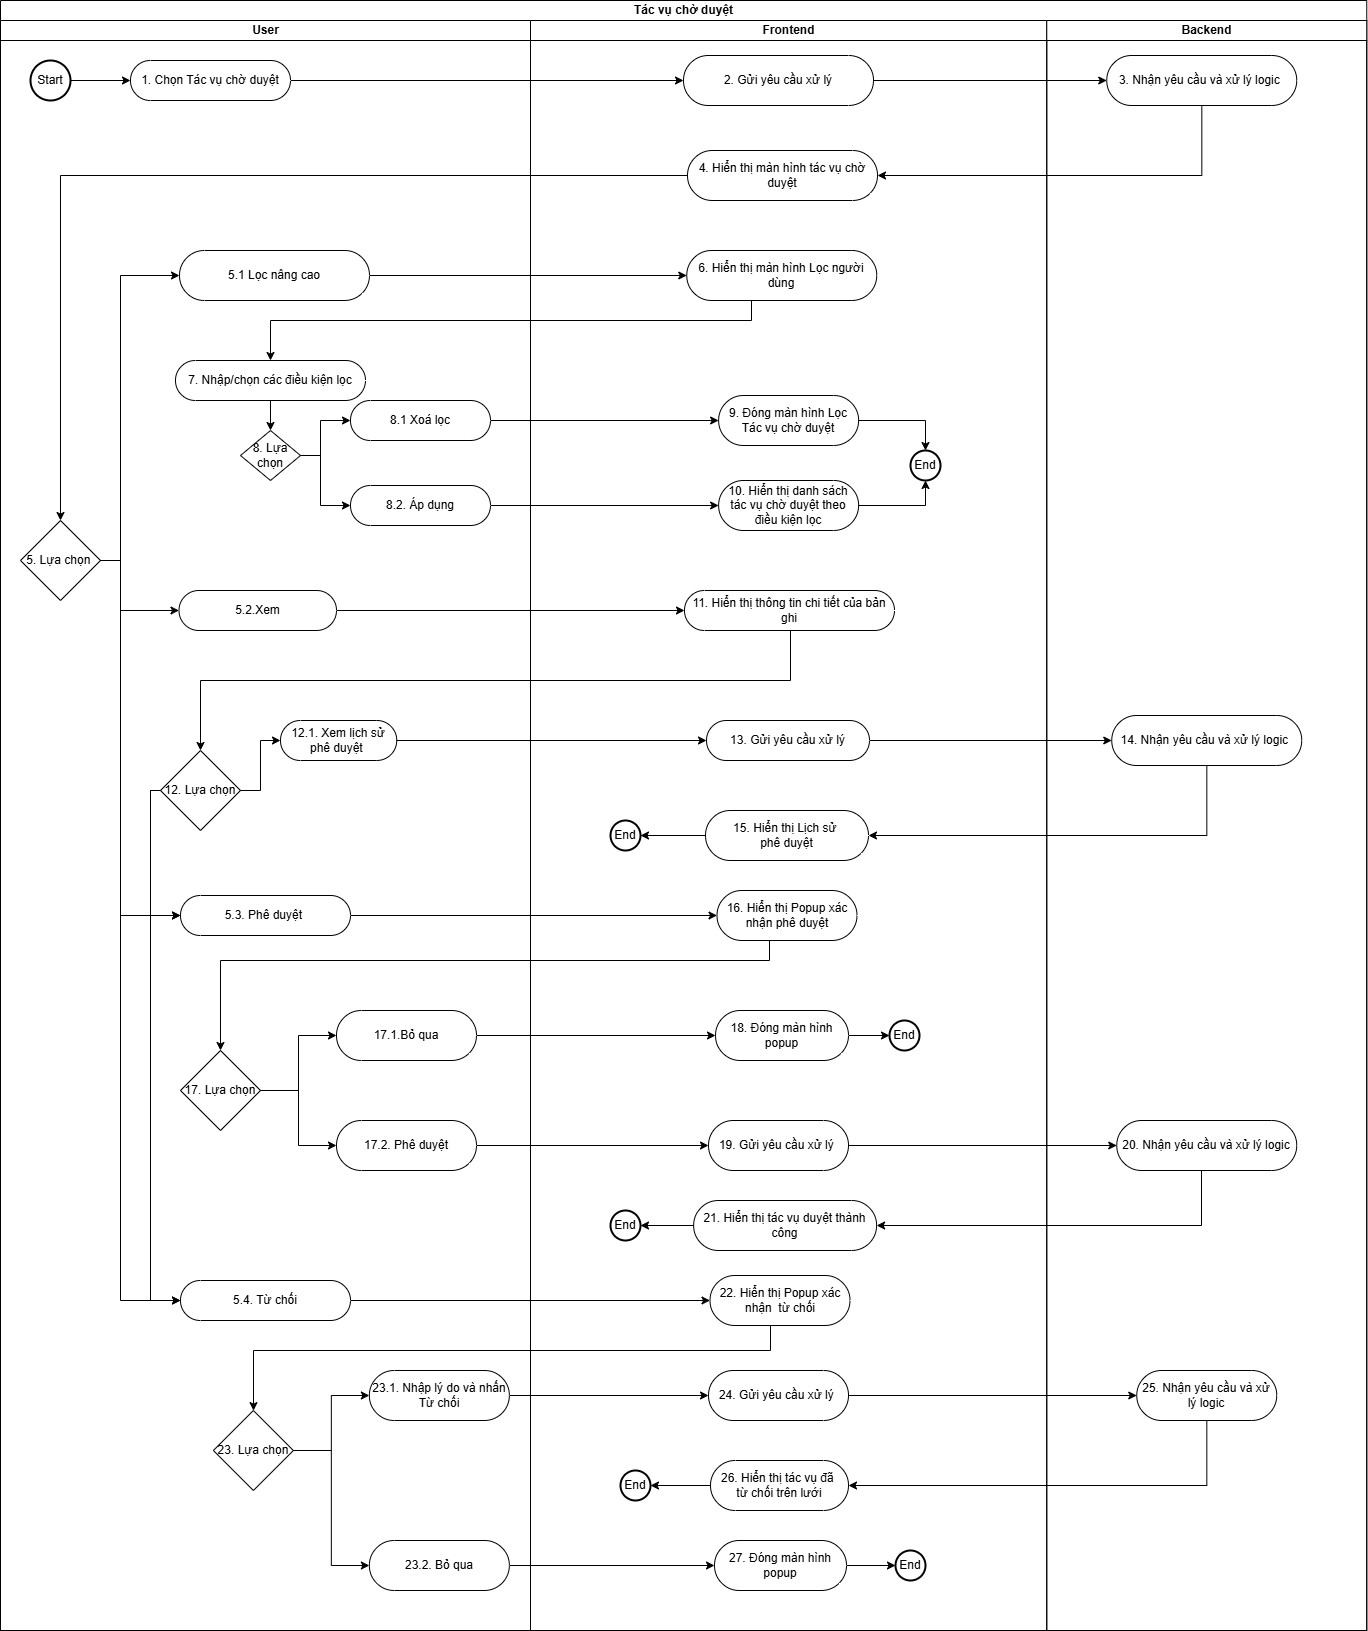 Tác vụ chờ duyệt
User
Frontend
Backend
Start
1. Chọn Tác vụ chờ duyệt
2. Gửi yêu cầu xử lý
3. Nhận yêu cầu và xử lý logic
4. Hiển thị màn hình tác vụ chờ
duyệt
5.1 Lọc nâng cao
6. Hiển thị màn hình Lọc người
dùng
7. Nhập/chọn các điều kiện lọc
8. Lựa
chọn
8.1 Xoá lọc
9. Đóng màn hình Lọc
Tác vụ chờ duyệt
End
8.2. Áp dụng
10. Hiển thị danh sách
tác vụ chờ duyệt theo
điều kiện lọc
5. Lựa chọn
5.2.Xem
11. Hiển thị thông tin chi tiết của bản
ghi
12. Lựa chọn
12.1. Xem lịch sử
phê duyệt
13. Gửi yêu cầu xử lý
14. Nhận yêu cầu và xử lý logic
End
15. Hiển thị Lịch sử
phê duyệt
5.3. Phê duyệt
16. Hiển thị Popup xác
nhận phê duyệt
17. Lựa chọn
17.1.Bỏ qua
18. Đóng màn hình
popup
End
17.2. Phê duyệt
19. Gửi yêu cầu xử lý
20. Nhận yêu cầu và xử lý logic
End
21. Hiển thị tác vụ duyệt thành
công
5.4. Từ chối
22. Hiển thị Popup xác
nhận  từ chối
23. Lựa chọn
23.1. Nhập lý do và nhấn
Từ chối
24. Gửi yêu cầu xử lý
25. Nhận yêu cầu và xử
lý logic
End
26. Hiển thị tác vụ đã
từ chối trên lưới
23.2. Bỏ qua
27. Đóng màn hình
popup
End